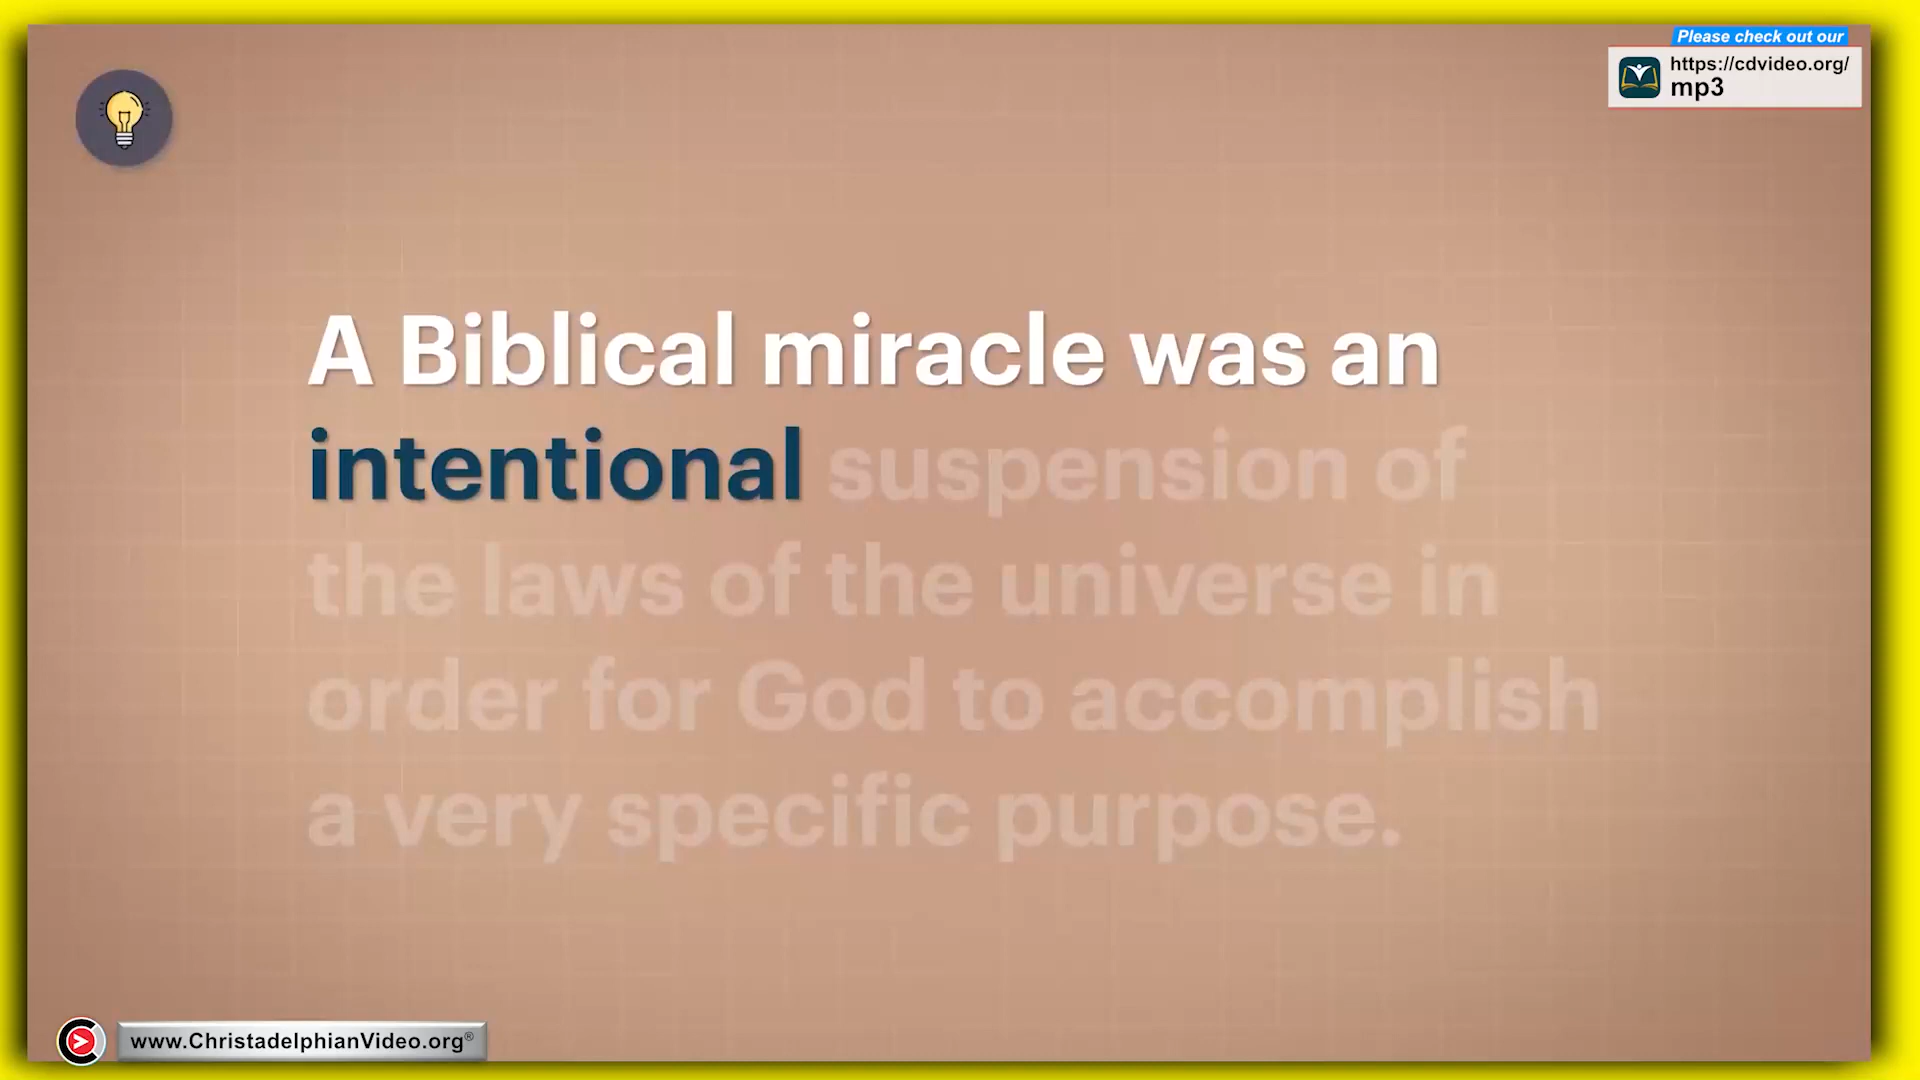 Please check out our
https://cdvideo.org/
mp3
A Biblical miracle was an
intentional suspension of
the laws of the universe in
order for God to accomplish
a very specific purpose.
www.ChristadelphianVideo.org®